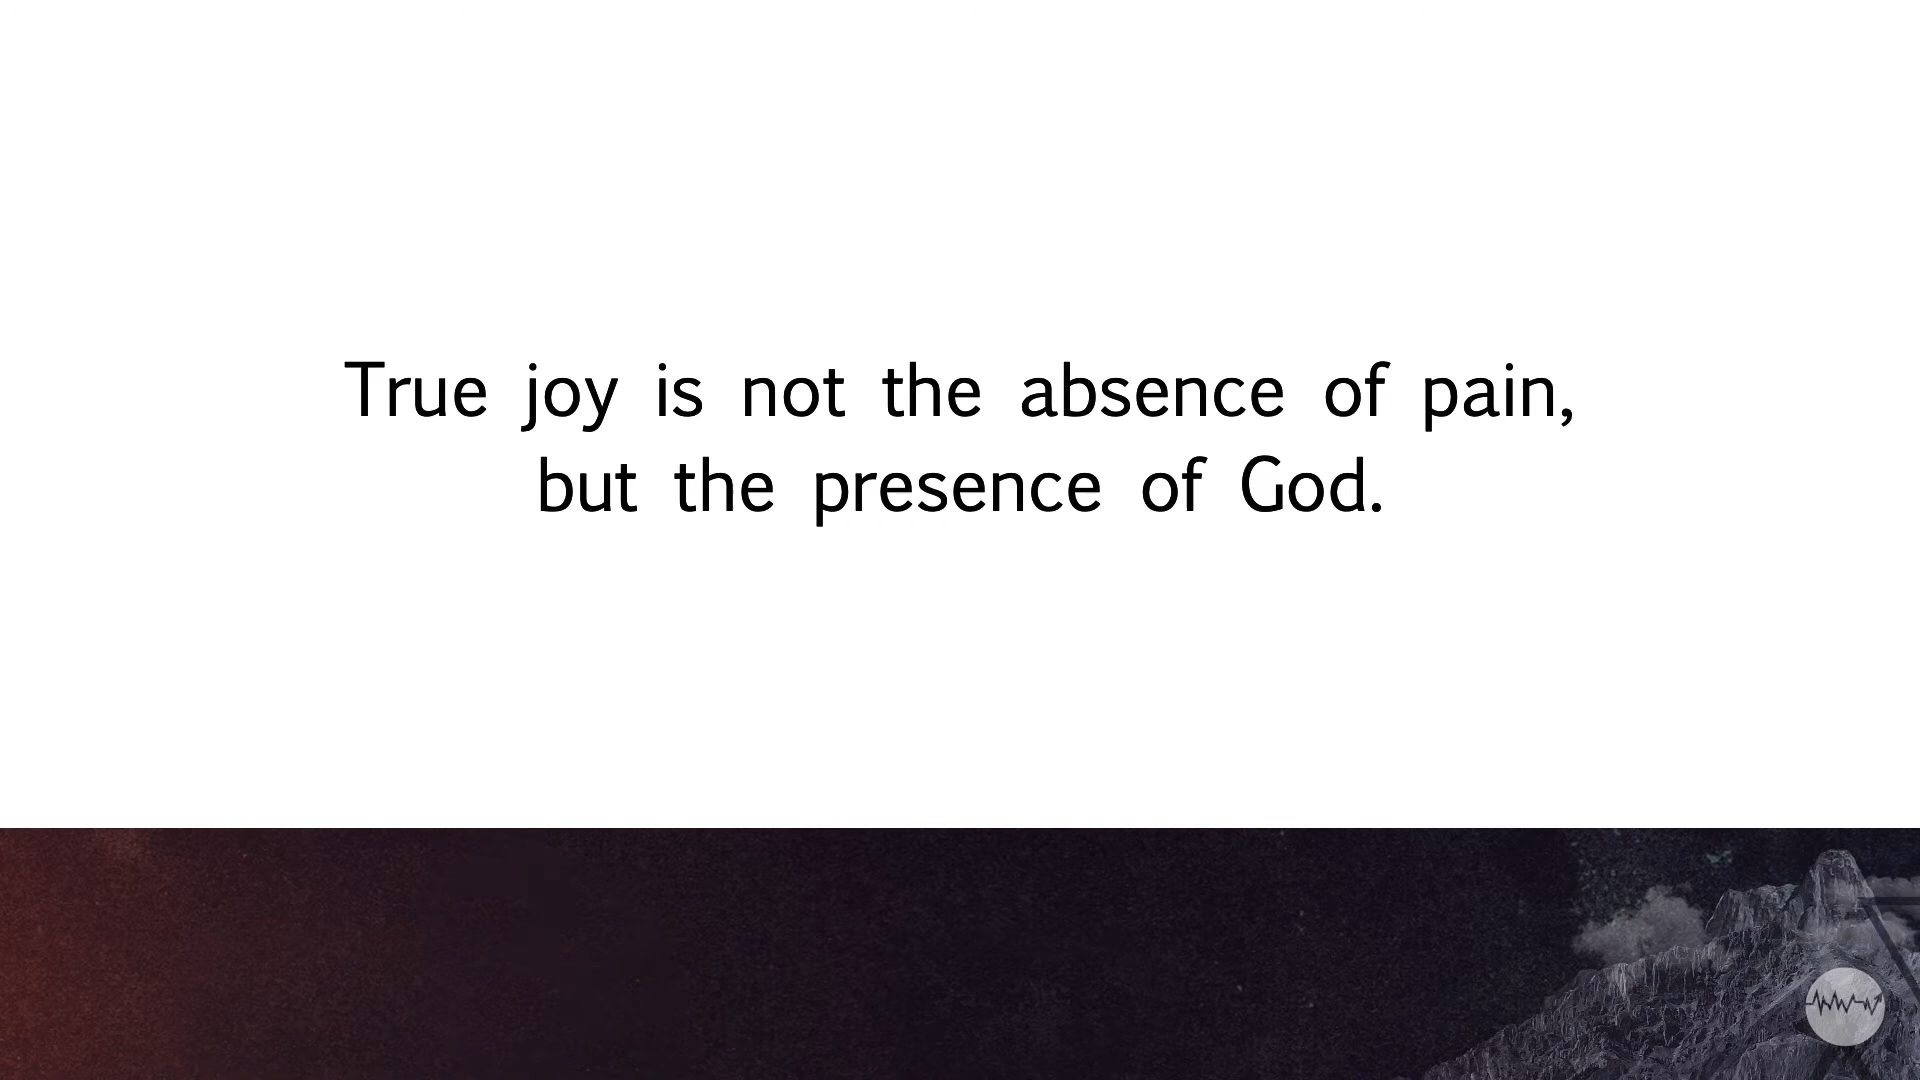 True joy is not the absence of pain,
but the presence of God.